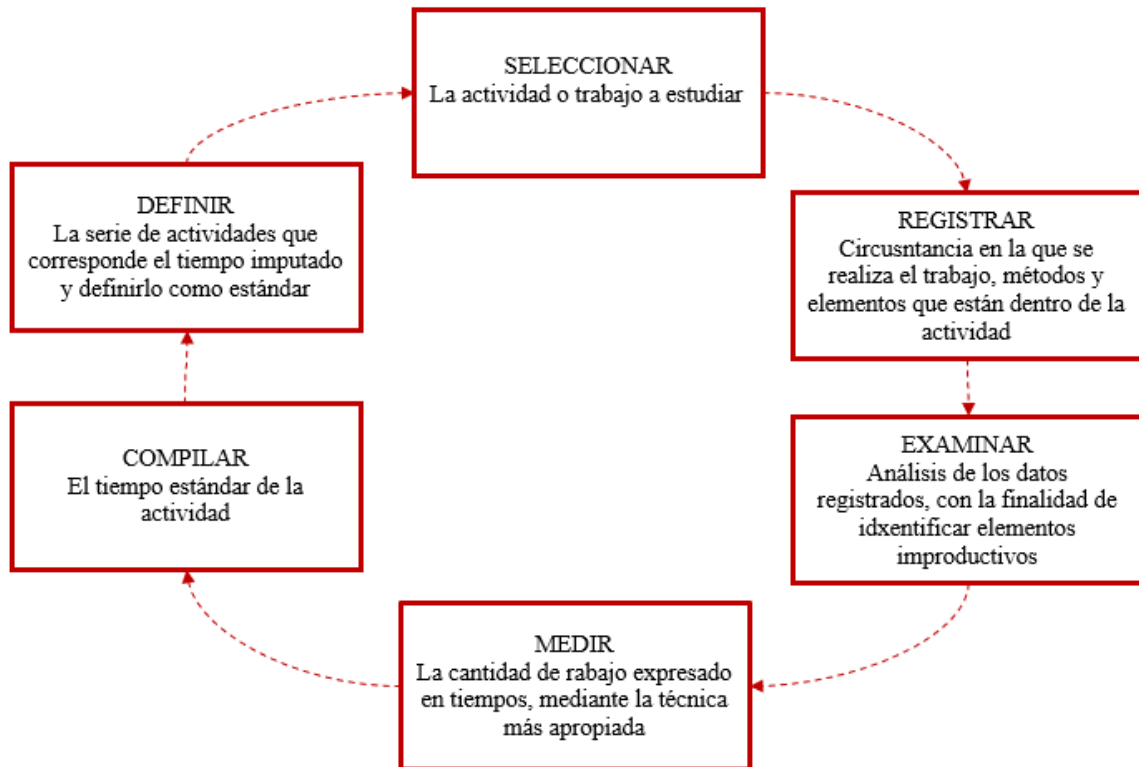 SELECCIONAR
La actividad o trabajo a estudiar
REGISTRAR
Circusntancia en la que se
realiza el trabajo, métodos y
elementos que están dentro de la
actividad
EXAMINAR
Análisis de los datos
registrados, con la finalidad de
idxentificar elementos
improductivos
MEDIR
La cantidad de rabajo expresado
en tiempos, mediante la técnica
más apropiada
COMPILAR
El tiempo estándar de la
actividad
DEFINIR
La serie de actividades que
corresponde el tiempo imputado
y definirlo como estándar